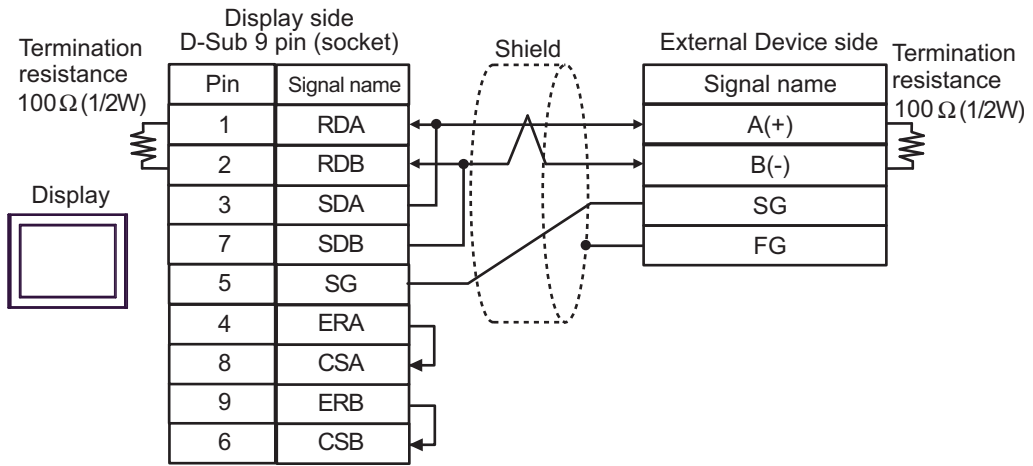 Display side
D-Sub 9 pin (socket)
Termination
resistance
100Ω(1/2W)
Shield
External Device side
Termination
resistance
100Ω(1/2W)
Pin Signal name
1 RDA
2 RDB
3 SDA
7 SDB
5 SG
4 ERA
8 CSA
9 ERB
6 CSB
Signal name
A(+)
B(-)
SG
FG
Display